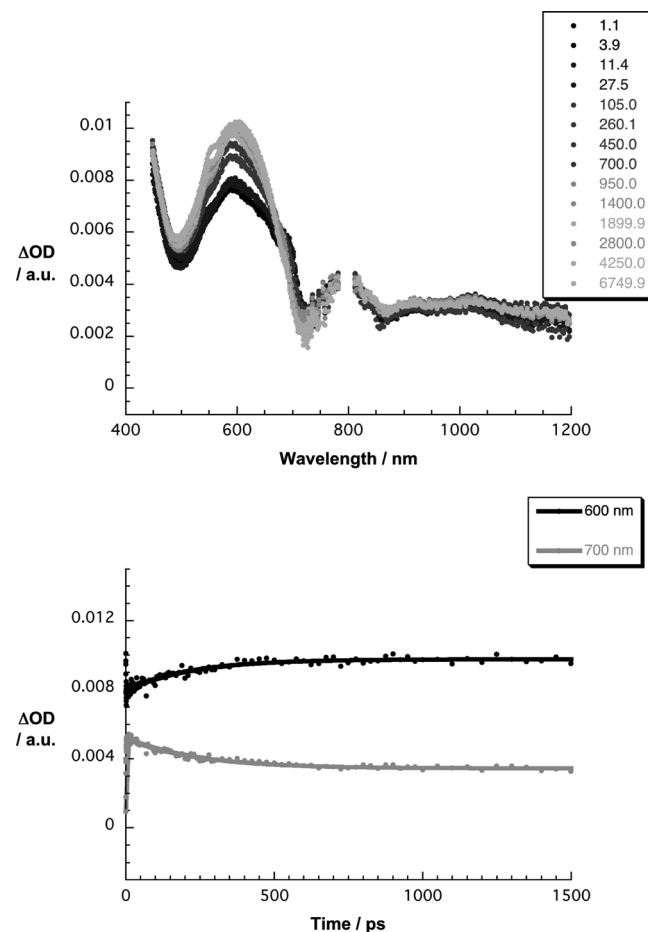 1.1
3.9
11.4
27.5
105.0
260.1
450.0
700.0
950.0
1400.0
1899.9
2800.0
4250.0
6749.9
0.01
0.008
0.006
0.004
0.002
0
ΔOD
/ a.u.
400 600 800 1000 1200
Wavelength / nm
600 nm
700 nm
0.012
0.008
0.004
0
ΔOD
/ a.u.
0 500 1000 1500
Time / ps